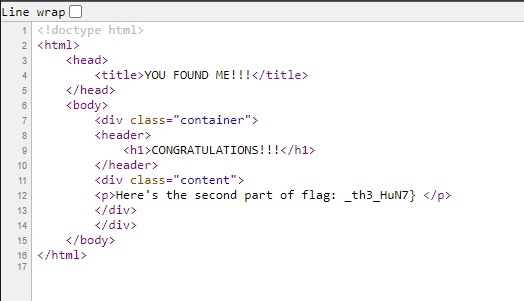 Line wrap
1 <!doctype html>
2 <html>
3 <head>
4 <title>YOU FOUND ME!!!</title>
5 </head>
6 <body>
7 <div class="container">
8 <header>
9 <h1>CONGRATULATIONS!!!</h1>
10 </header>
11 <div class="content">
12 <p>Here's the second part of flag: _th3_HuN7} </p>
13 </div>
14 </div>
15 </body>
16 </html>
17